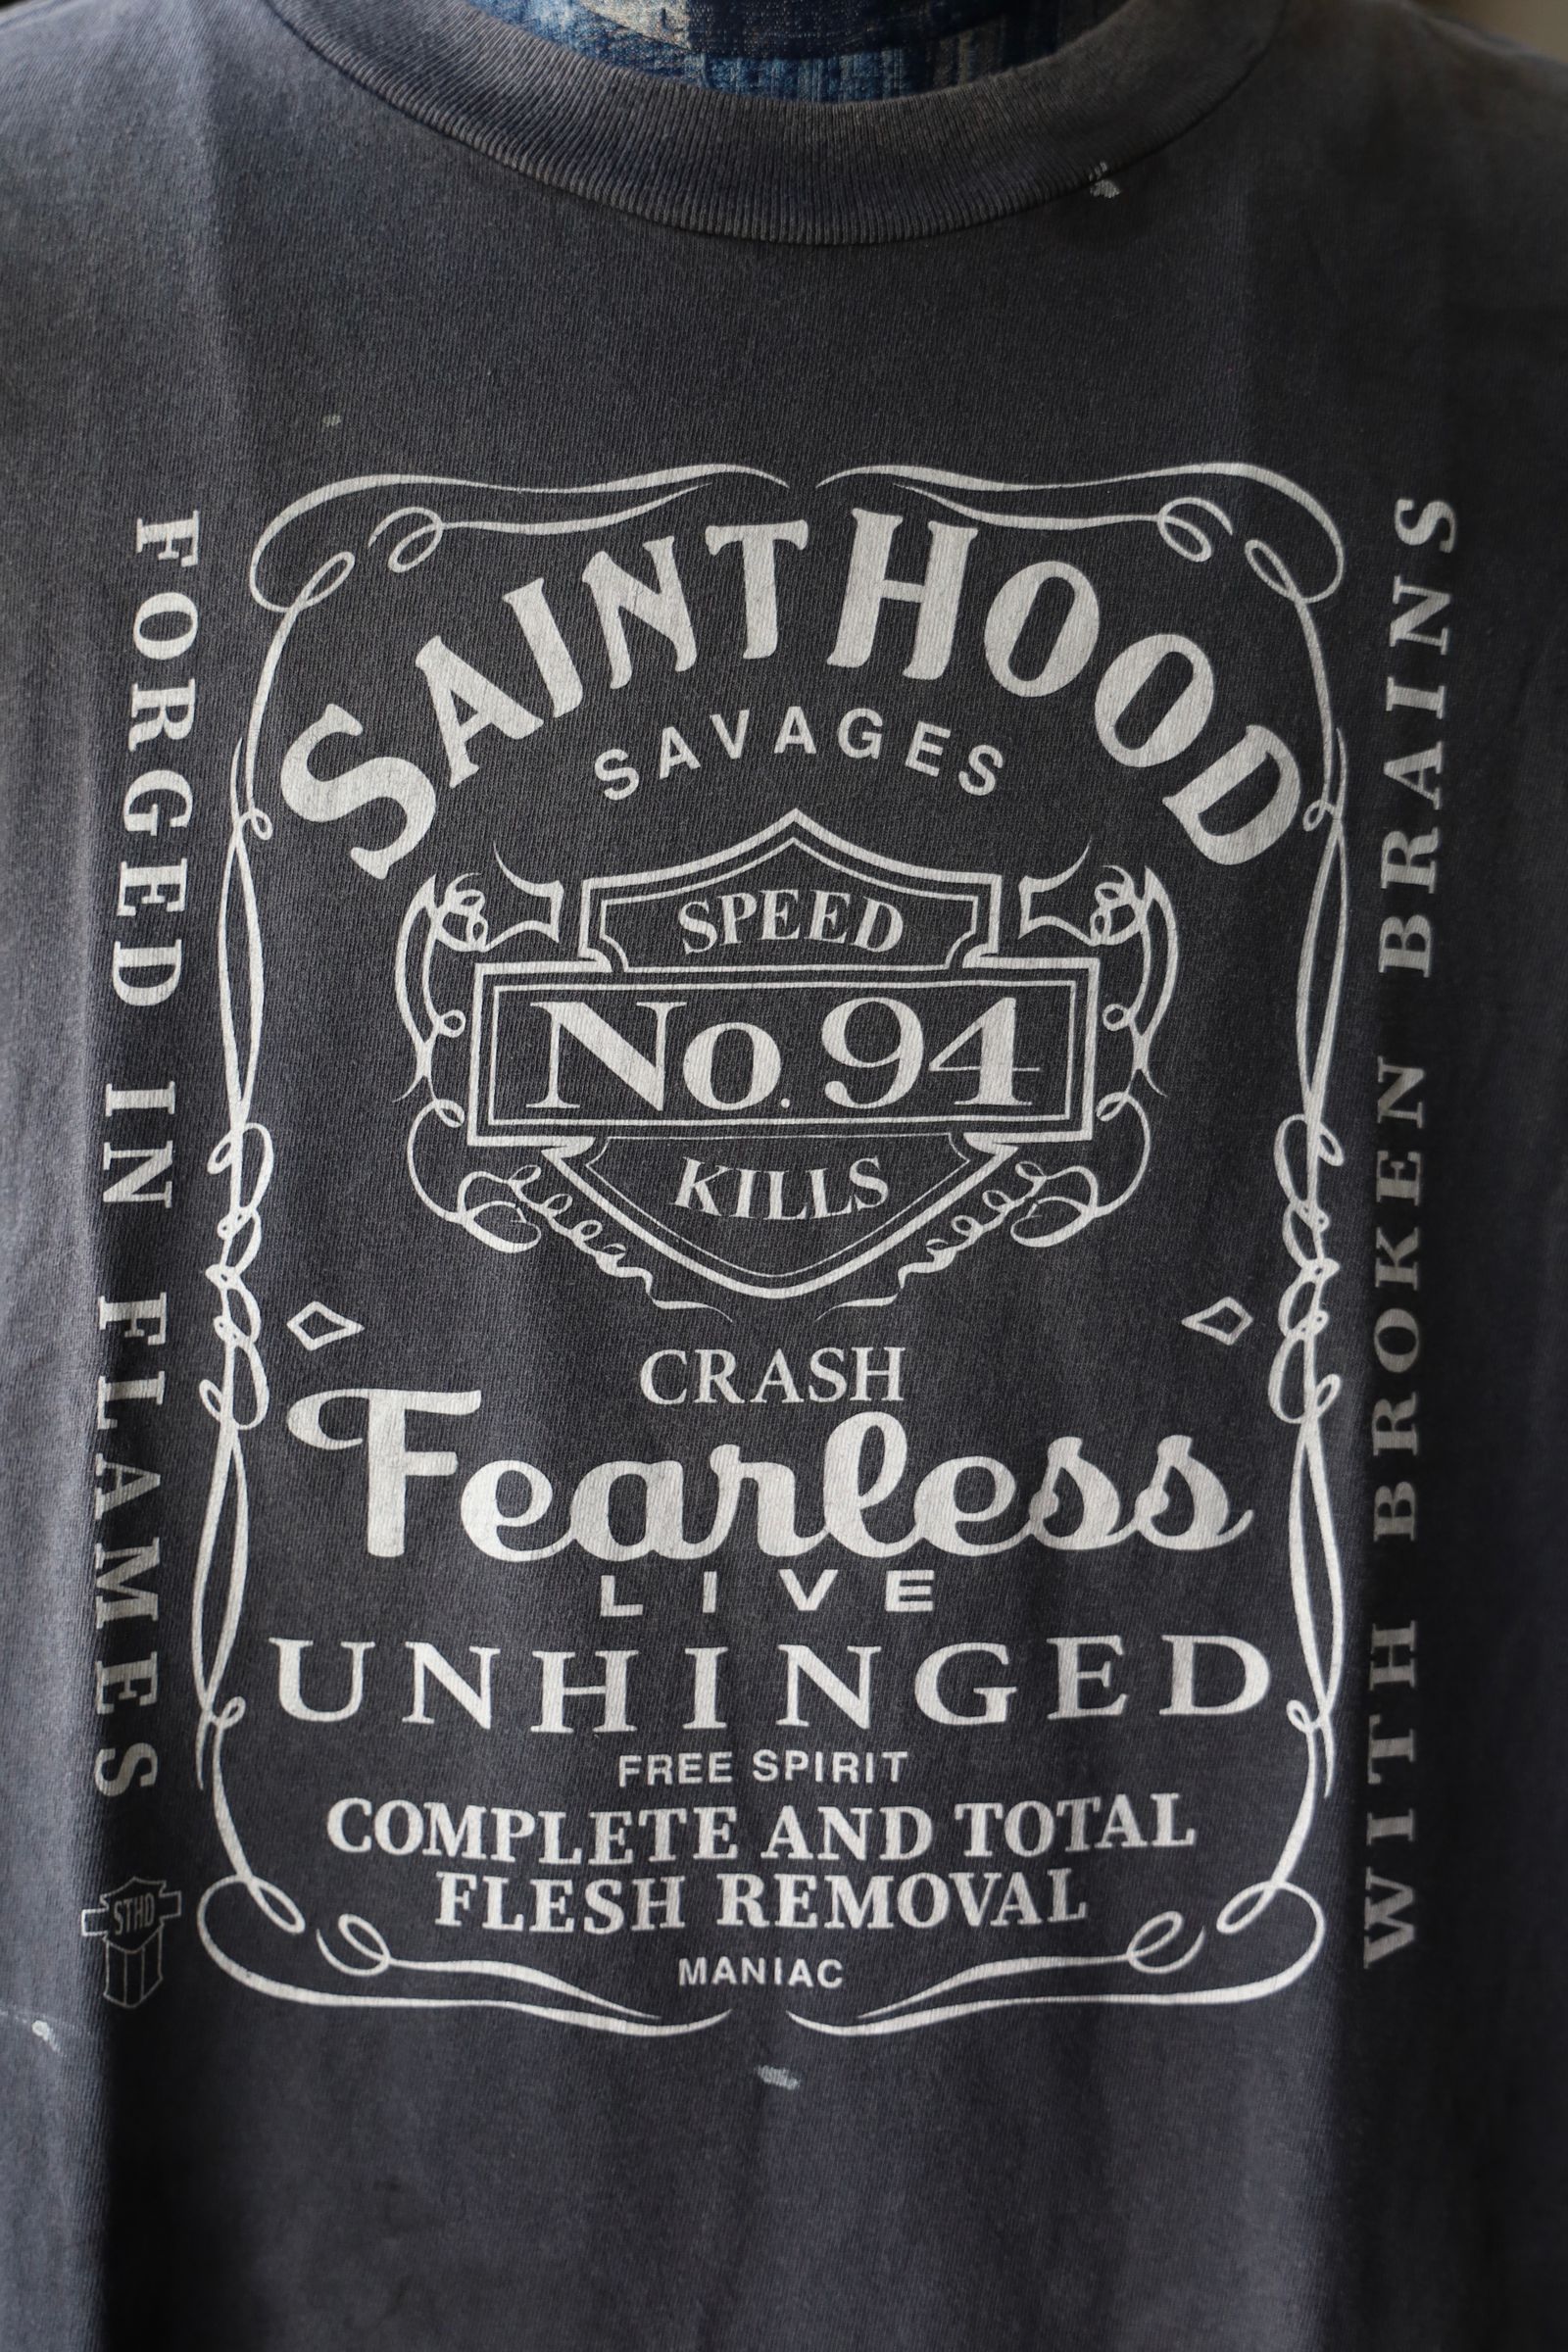 SAINTHOOD
SAVAGES
SPEED
No. 94
KILLS
CRASH
Fearless
LIVE
UNHINGED
FREE SPIRIT
COMPLETE AND TOTAL
FLESH REMOVAL
MANIAC
FORGED IN FLAMES
STHD
WITH BROKEN BRAINS